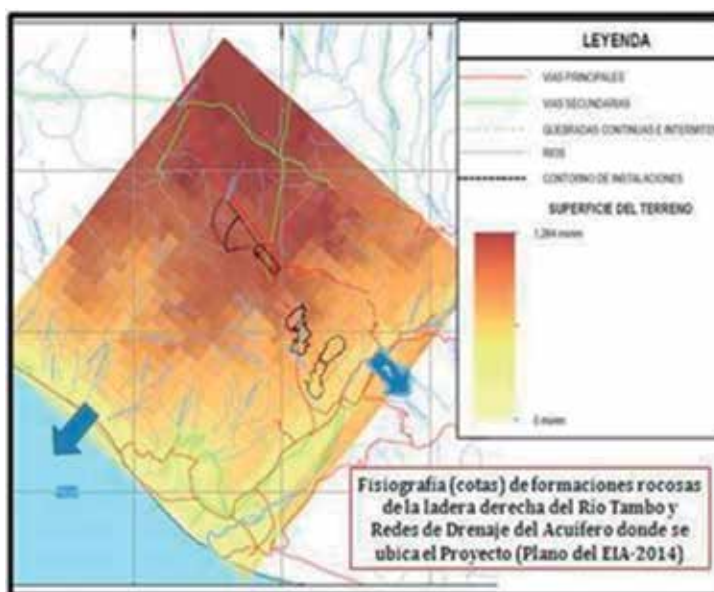 LEYENDA
VIAS PRINCIPALES
VIAS SECUNDARIAS
QUEBRADAS CONTINUAS E INTERMITE
RIOS
CONTORNO DE INSTALACIONES
SUPERFICIE DEL TERRENO
1,284 msnm
0 msnm
Fisiografía (cotas) de formaciones rocosas
de la ladera derecha del Río Tambo y
Redes de Drenaje del Acuífero donde se
ubica el Proyecto (Plano del EIA-2014)